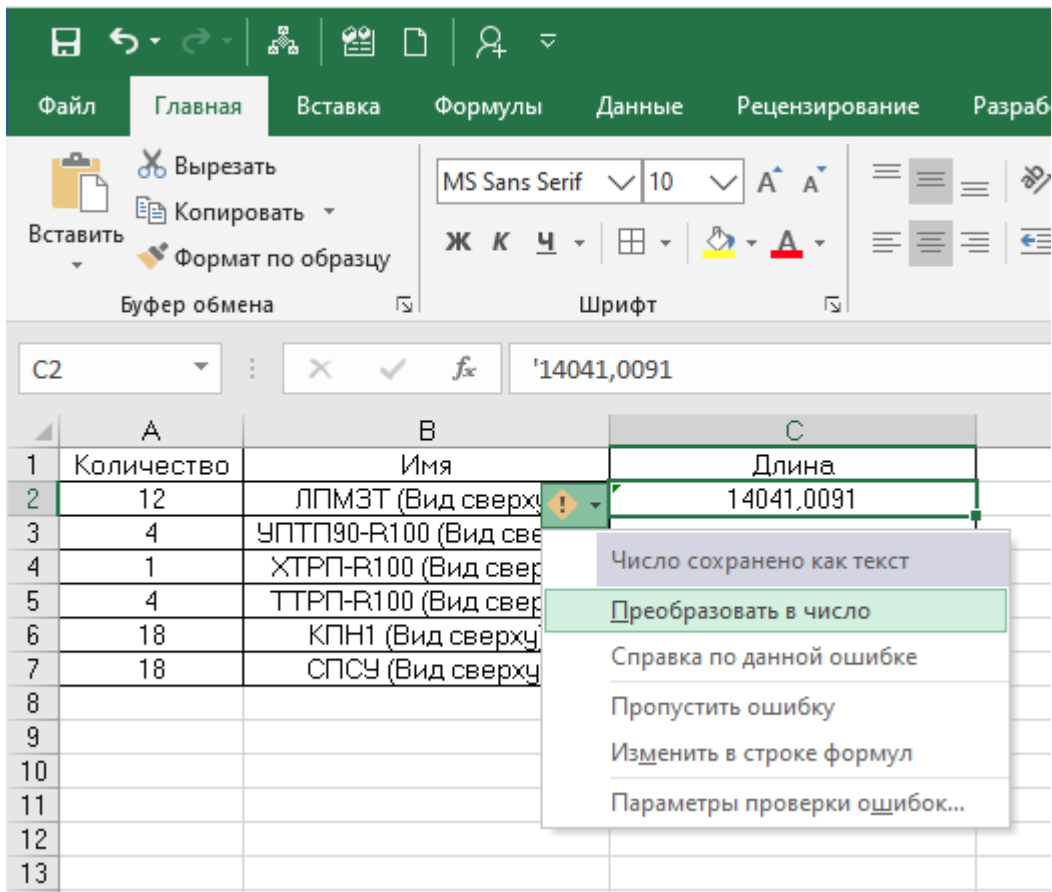 Файл Главная Вставка Формулы Данные Рецензирование Разраб
Вырезать
Копировать
Вставить
Формат по образцу
MS Sans Serif 10 A A
Ж К Ч А
Буфер обмена Шрифт
C2 fx '14041,0091
A B C
1 Количество Имя Длина
2 12 ЛПМЗТ (Вид сверху 14041,0091
3 4 УПТП90-R100 (Вид све
4 1 ХТРП-R100 (Вид свер
5 4 ТТРП-R100 (Вид свер
6 18 КПН1 (Вид сверху)
7 18 СПСУ (Вид сверху
8
9
10
11
12
13
Число сохранено как текст
Преобразовать в число
Справка по данной ошибке
Пропустить ошибку
Изменить в строке формул
Параметры проверки ошибок...